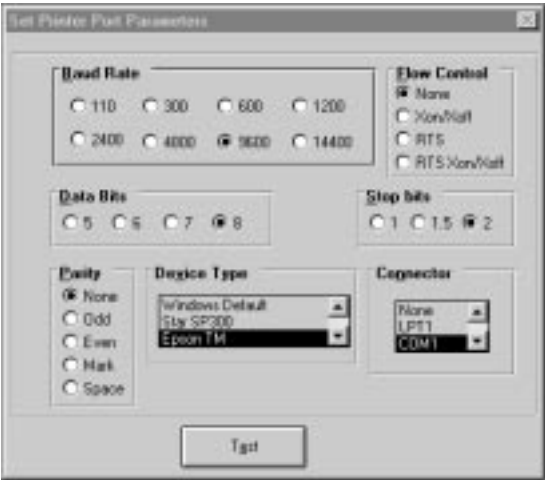 Set Printer Port Parameters
Baud Rate
110 300 600 1200
2400 4800 9600 14400
Flow Control
None
Xon/Xoff
RTS
RTS Xon/Xoff
Data Bits
5 6 7 8
Stop bits
1 1.5 2
Parity
None
Odd
Even
Mark
Space
Device Type
Windows Default
Star SP300
Epson TM
Connector
None
LPT1
COM1
Test